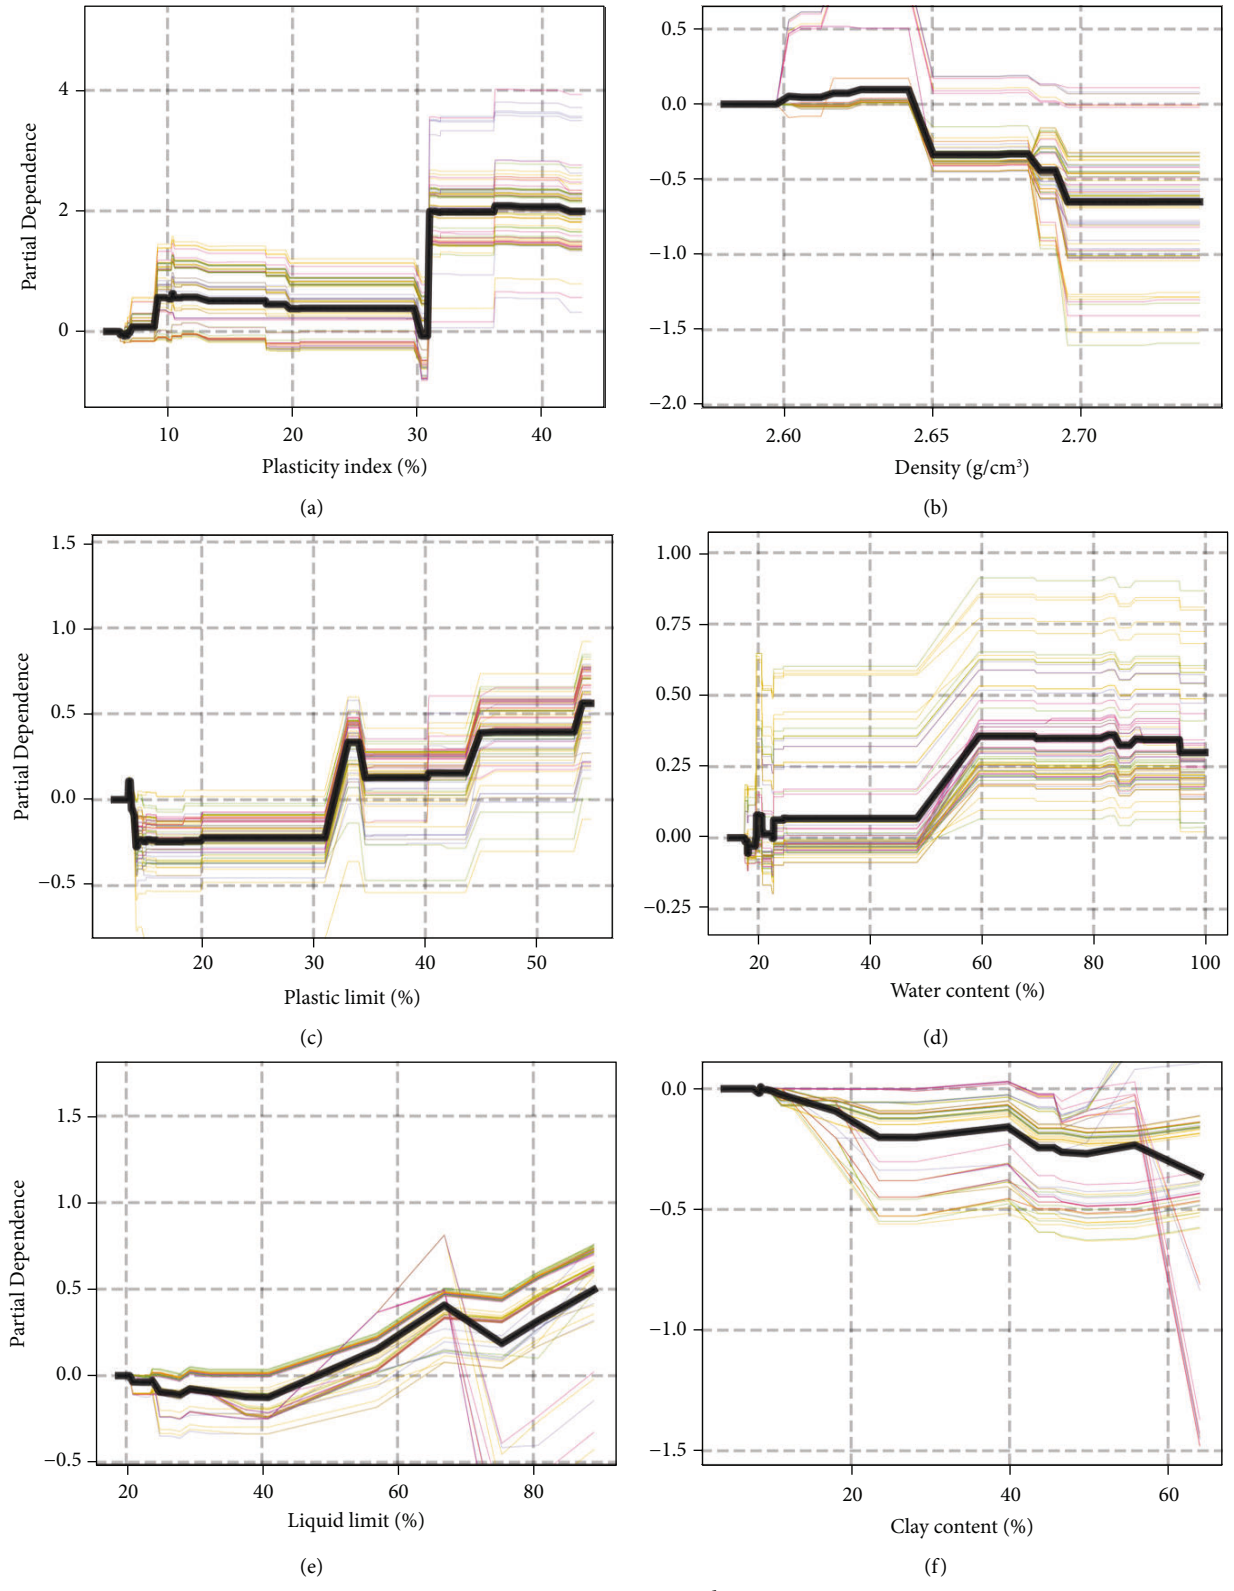 4
2
0
Partial Dependence
10 20 30 40
Plasticity index (%)
(a)
0.5
0.0
−0.5
−1.0
−1.5
−2.0
2.60 2.65 2.70
Density (g/cm³)
(b)
1.5
1.0
0.5
0.0
−0.5
Partial Dependence
20 30 40 50
Plastic limit (%)
(c)
1.00
0.75
0.50
0.25
0.00
−0.25
20 40 60 80 100
Water content (%)
(d)
1.5
1.0
0.5
0.0
−0.5
Partial Dependence
20 40 60 80
Liquid limit (%)
(e)
0.0
−0.5
−1.0
−1.5
20 40 60
Clay content (%)
(f)